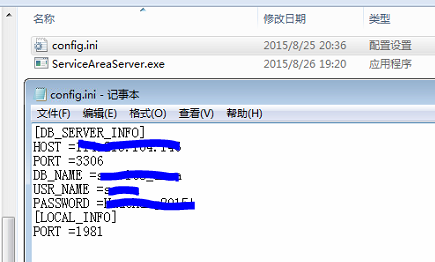 名称 修改日期 类型
config.ini 2015/8/25 20:36 配置设置
ServiceAreaServer.exe 2015/8/26 19:20 应用程序
config.ini - 记事本
文件(F) 编辑(E) 格式(O) 查看(V) 帮助(H)
[DB_SERVER_INFO]
HOST =
PORT =3306
DB_NAME =
USR_NAME =
PASSWORD =
[LOCAL_INFO]
PORT =1981